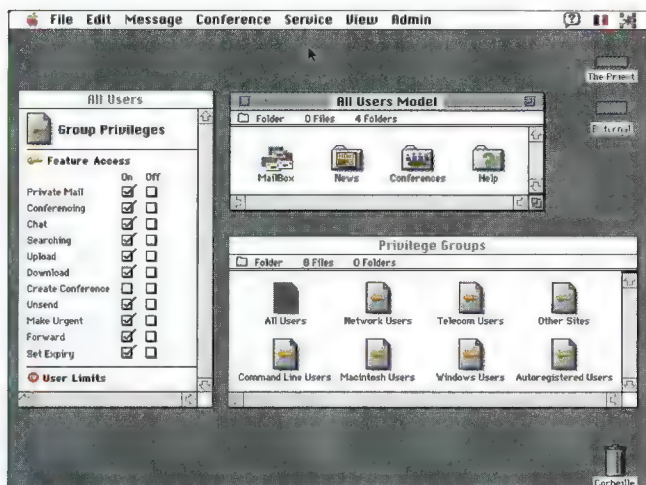 File Edit Message Conference Service View Admin
All Users
Group Privileges
Feature Access
On Off
Private Mail
Conferencing
Chat
Searching
Upload
Download
Create Conference
Unsend
Make Urgent
Forward
Set Expiry
User Limits
All Users Model
Folder 0 Files 4 Folders
MailBox
News
Conferences
Help
Privilege Groups
Folder 8 Files 0 Folders
All Users
Network Users
Telecom Users
Other Sites
Command Line Users
Macintosh Users
Windows Users
Autoregistered Users
External
Corbeille